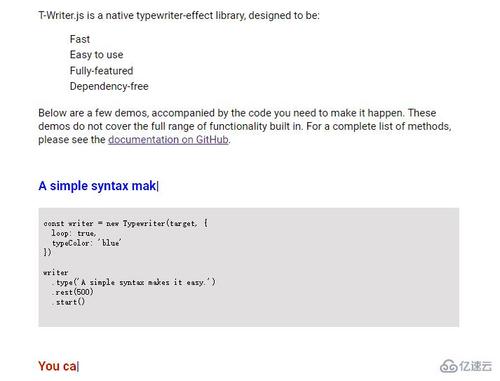 T-Writer.js is a native typewriter-effect library, designed to be:
Fast
Easy to use
Fully-featured
Dependency-free
Below are a few demos, accompanied by the code you need to make it happen. These
demos do not cover the full range of functionality built in. For a complete list of methods,
please see the documentation on GitHub.
A simple syntax mak|
const writer = new Typewriter(target, {
loop: true,
typeColor: 'blue'
})
writer
.type('A simple syntax makes it easy.')
.rest(500)
.start()
You ca|
亿速云